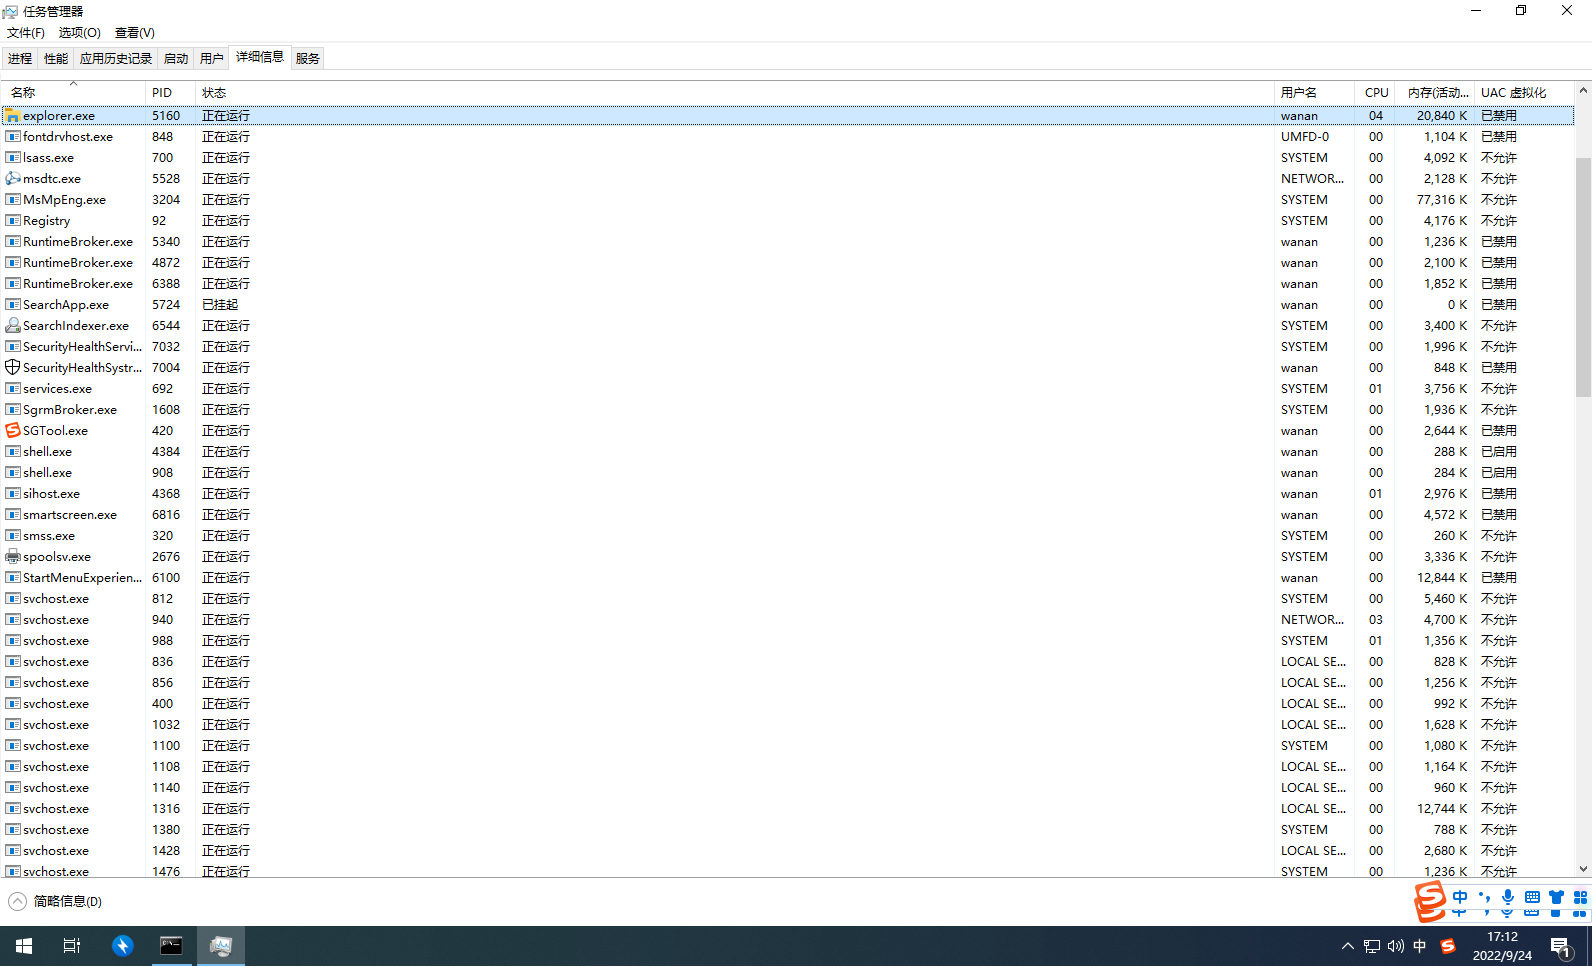 任务管理器
文件(F) 选项(O) 查看(V)
进程 性能 应用历史记录 启动 用户 详细信息 服务
名称 PID 状态 用户名 CPU 内存(活动... UAC 虚拟化
explorer.exe 5160 正在运行 wanan 04 20,840 K 已禁用
fontdrvhost.exe 848 正在运行 UMFD-0 00 1,104 K 已禁用
lsass.exe 700 正在运行 SYSTEM 00 4,092 K 不允许
msdtc.exe 5528 正在运行 NETWOR... 00 2,128 K 不允许
MsMpEng.exe 3204 正在运行 SYSTEM 00 77,316 K 不允许
Registry 92 正在运行 SYSTEM 00 4,176 K 不允许
RuntimeBroker.exe 5340 正在运行 wanan 00 1,236 K 已禁用
RuntimeBroker.exe 4872 正在运行 wanan 00 2,100 K 已禁用
RuntimeBroker.exe 6388 正在运行 wanan 00 1,852 K 已禁用
SearchApp.exe 5724 已挂起 wanan 00 0 K 已禁用
SearchIndexer.exe 6544 正在运行 SYSTEM 00 3,400 K 不允许
SecurityHealthServi... 7032 正在运行 SYSTEM 00 1,996 K 不允许
SecurityHealthSystr... 7004 正在运行 wanan 00 848 K 已禁用
services.exe 692 正在运行 SYSTEM 01 3,756 K 不允许
SgrmBroker.exe 1608 正在运行 SYSTEM 00 1,936 K 不允许
SGTool.exe 420 正在运行 wanan 00 2,644 K 已禁用
shell.exe 4384 正在运行 wanan 00 288 K 已启用
shell.exe 908 正在运行 wanan 00 284 K 已启用
sihost.exe 4368 正在运行 wanan 01 2,976 K 已禁用
smartscreen.exe 6816 正在运行 wanan 00 4,572 K 已禁用
smss.exe 320 正在运行 SYSTEM 00 260 K 不允许
spoolsv.exe 2676 正在运行 SYSTEM 00 3,336 K 不允许
StartMenuExperien... 6100 正在运行 wanan 00 12,844 K 已禁用
svchost.exe 812 正在运行 SYSTEM 00 5,460 K 不允许
svchost.exe 940 正在运行 NETWOR... 03 4,700 K 不允许
svchost.exe 988 正在运行 SYSTEM 01 1,356 K 不允许
svchost.exe 836 正在运行 LOCAL SE... 00 828 K 不允许
svchost.exe 856 正在运行 LOCAL SE... 00 1,256 K 不允许
svchost.exe 400 正在运行 LOCAL SE... 00 992 K 不允许
svchost.exe 1032 正在运行 LOCAL SE... 00 1,628 K 不允许
svchost.exe 1100 正在运行 SYSTEM 00 1,080 K 不允许
svchost.exe 1108 正在运行 LOCAL SE... 00 1,164 K 不允许
svchost.exe 1140 正在运行 LOCAL SE... 00 960 K 不允许
svchost.exe 1316 正在运行 LOCAL SE... 00 12,744 K 不允许
svchost.exe 1380 正在运行 SYSTEM 00 788 K 不允许
svchost.exe 1428 正在运行 LOCAL SE... 00 2,680 K 不允许
svchost.exe 1476 正在运行 SYSTEM 00 1,236 K 不允许
简略信息(D)
中
中
17:12
2022/9/24
1